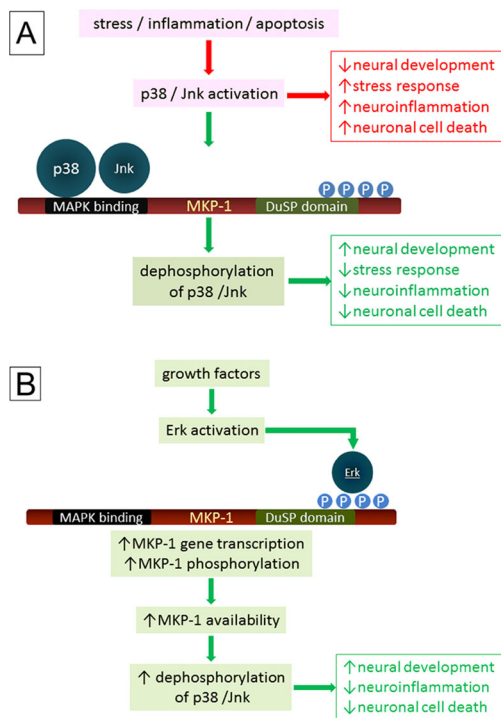 A
stress / inflammation / apoptosis
p38 / Jnk activation
↓neural development
↑stress response
↑neuroinflammation
↑neuronal cell death
p38
Jnk
P P P P
MAPK binding MKP-1 DuSP domain
dephosphorylation
of p38 /Jnk
↑neural development
↓stress response
↓neuroinflammation
↓neuronal cell death
B
growth factors
Erk activation
Erk
P P P P
MAPK binding MKP-1 DuSP domain
↑MKP-1 gene transcription
↑MKP-1 phosphorylation
↑MKP-1 availability
↑ dephosphorylation
of p38 /Jnk
↑neural development
↓neuroinflammation
↓neuronal cell death